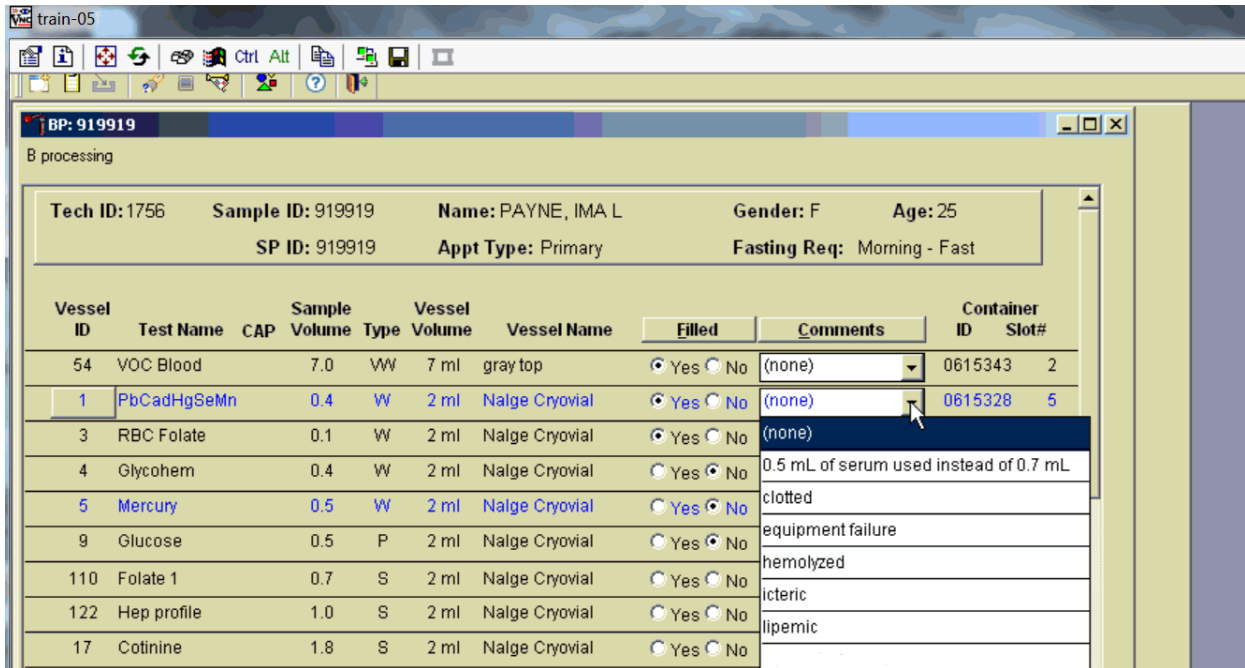 train-05
Ctrl Alt
BP: 919919
B processing
Tech ID: 1756 Sample ID: 919919 Name: PAYNE, IMA L Gender: F Age: 25
SP ID: 919919 Appt Type: Primary Fasting Req: Morning - Fast
Vessel Sample Vessel Container
ID Test Name CAP Volume Type Volume Vessel Name Filled Comments ID Slot#
54 VOC Blood 7.0 VW 7 ml gray top Yes No (none) 0615343 2
1 PbCadHgSeMn 0.4 W 2 ml Nalge Cryovial Yes No (none) 0615328 5
3 RBC Folate 0.1 W 2 ml Nalge Cryovial Yes No (none)
4 Glycohem 0.4 W 2 ml Nalge Cryovial Yes No 0.5 mL of serum used instead of 0.7 mL
clotted
5 Mercury 0.5 W 2 ml Nalge Cryovial Yes No
equipment failure
9 Glucose 0.5 P 2 ml Nalge Cryovial Yes No
hemolyzed
110 Folate 1 0.7 S 2 ml Nalge Cryovial Yes No
icteric
122 Hep profile 1.0 S 2 ml Nalge Cryovial Yes No
lipemic
17 Cotinine 1.8 S 2 ml Nalge Cryovial Yes No